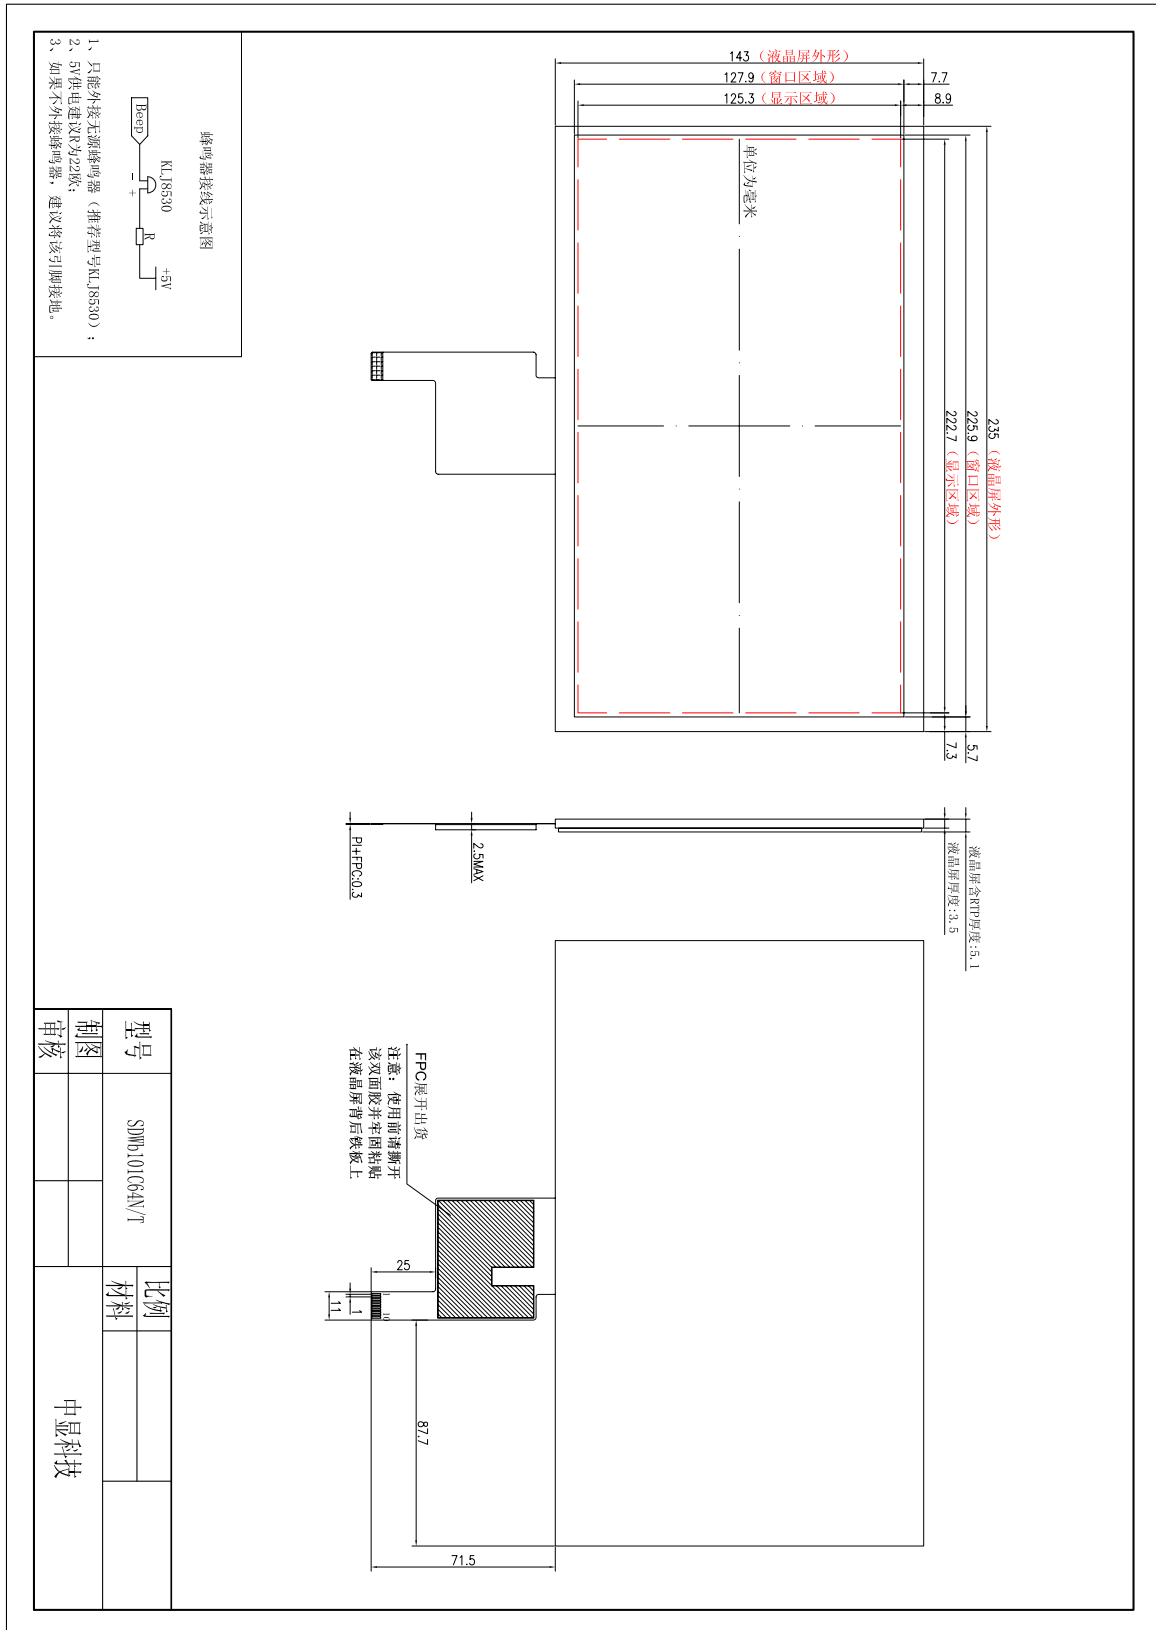 143（液晶屏外形）
127.9（窗口区域）
125.3（显示区域）
7.7
8.9
单位为毫米
235（液晶屏外形）
225.9（窗口区域）
222.7（显示区域）
5.7
7.3
蜂鸣器接线示意图
Beep
KLJ8530
- +
R
+5V
1、只能外接无源蜂鸣器（推荐型号KLJ8530）；
2、5V供电建议R为22欧；
3、如果不外接蜂鸣器，建议将该引脚接地。
液晶屏含RTP厚度:5.1
液晶屏厚度:3.5
2.5MAX
PI+FPC:0.3
FPC展开出货
注意：使用前请撕开
该双面胶并牢固粘贴
在液晶屏背后铁板上
25
1
10
1
11
87.7
71.5
型号
SDWb101C64N/T
比例
制图
材料
审核
中显科技